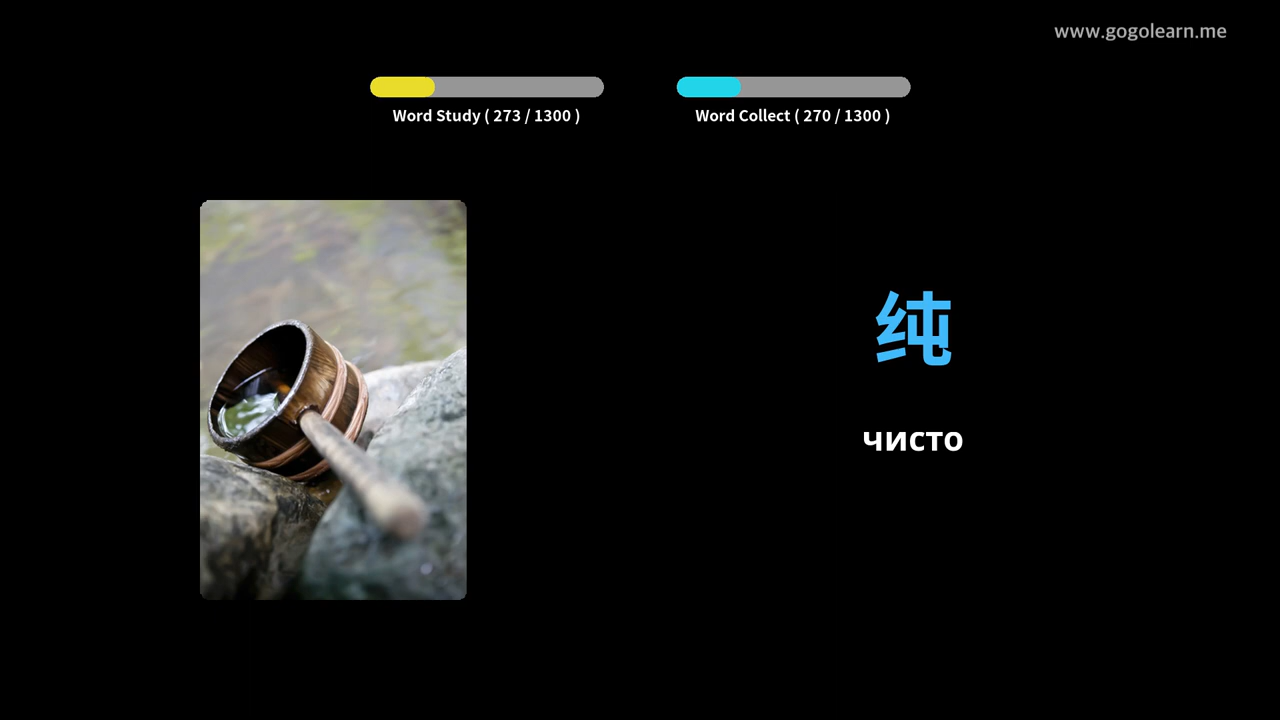 www.gogolearn.me
Word Study ( 273 / 1300 )
Word Collect ( 270 / 1300 )
纯
чисто